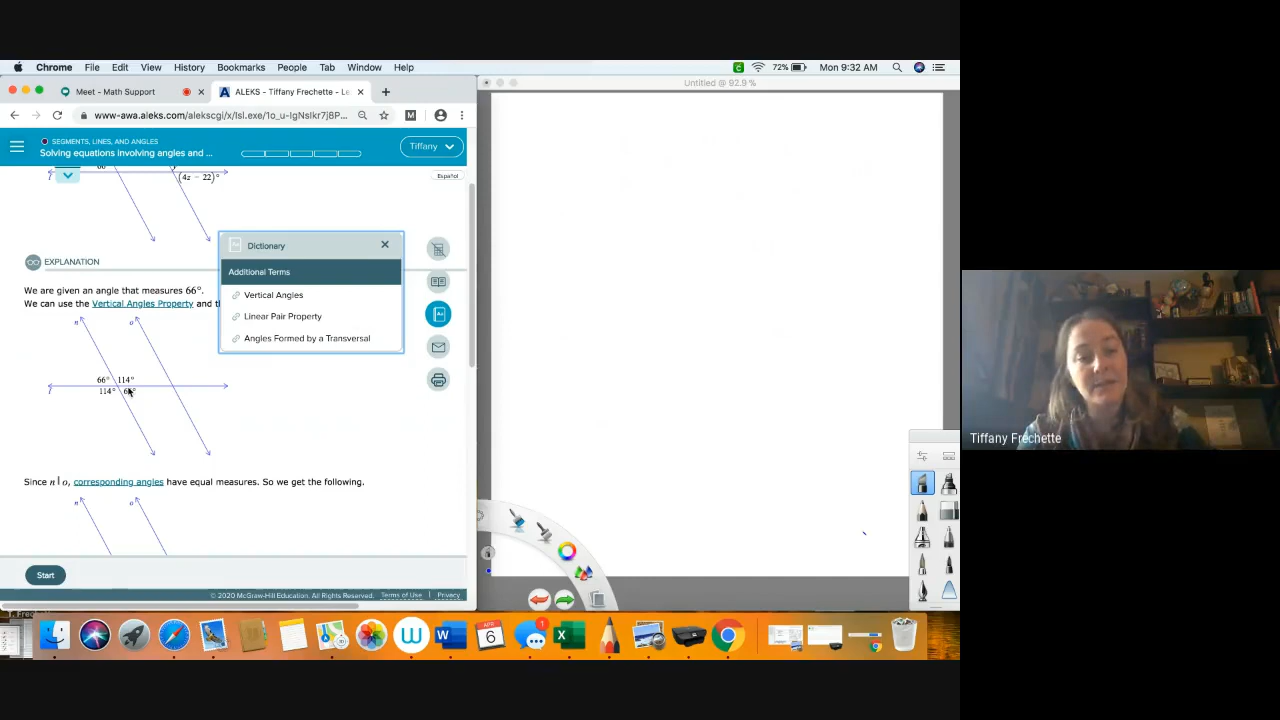 Chrome File Edit View History Bookmarks People Tab Window Help
72% Mon 9:32 AM
Meet - Math Support
ALEKS - Tiffany Frechette - Le
Untitled @ 92.9 %
www-awa.aleks.com/alekscgi/x/Isl.exe/1o_u-IgNsIkr7j8P...
SEGMENTS, LINES, AND ANGLES
Solving equations involving angles and ...
Tiffany
Español
l
(4z − 22)°
EXPLANATION
We are given an angle that measures 66°.
We can use the Vertical Angles Property and th
Dictionary
Additional Terms
Vertical Angles
Linear Pair Property
Angles Formed by a Transversal
n o
66° 114°
114°
l
Since n || o, corresponding angles have equal measures. So we get the following.
n o
Start
© 2020 McGraw-Hill Education. All Rights Reserved. Terms of Use | Privacy
APR
6
1
Tiffany Frechette